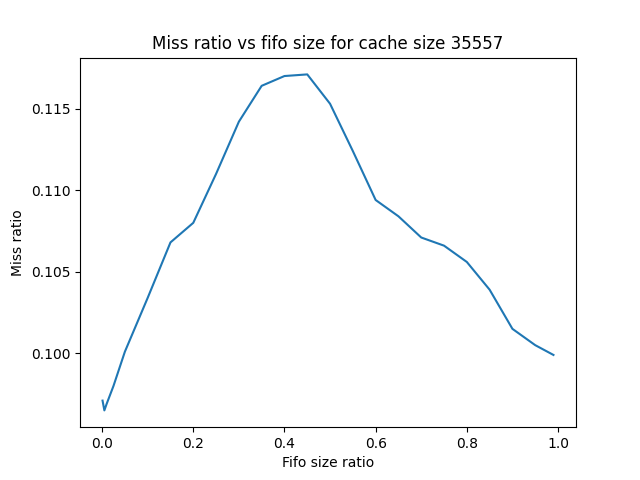 Miss ratio vs fifo size for cache size 35557
0.115
0.110
0.105
0.100
Miss ratio
0.0 0.2 0.4 0.6 0.8 1.0
Fifo size ratio